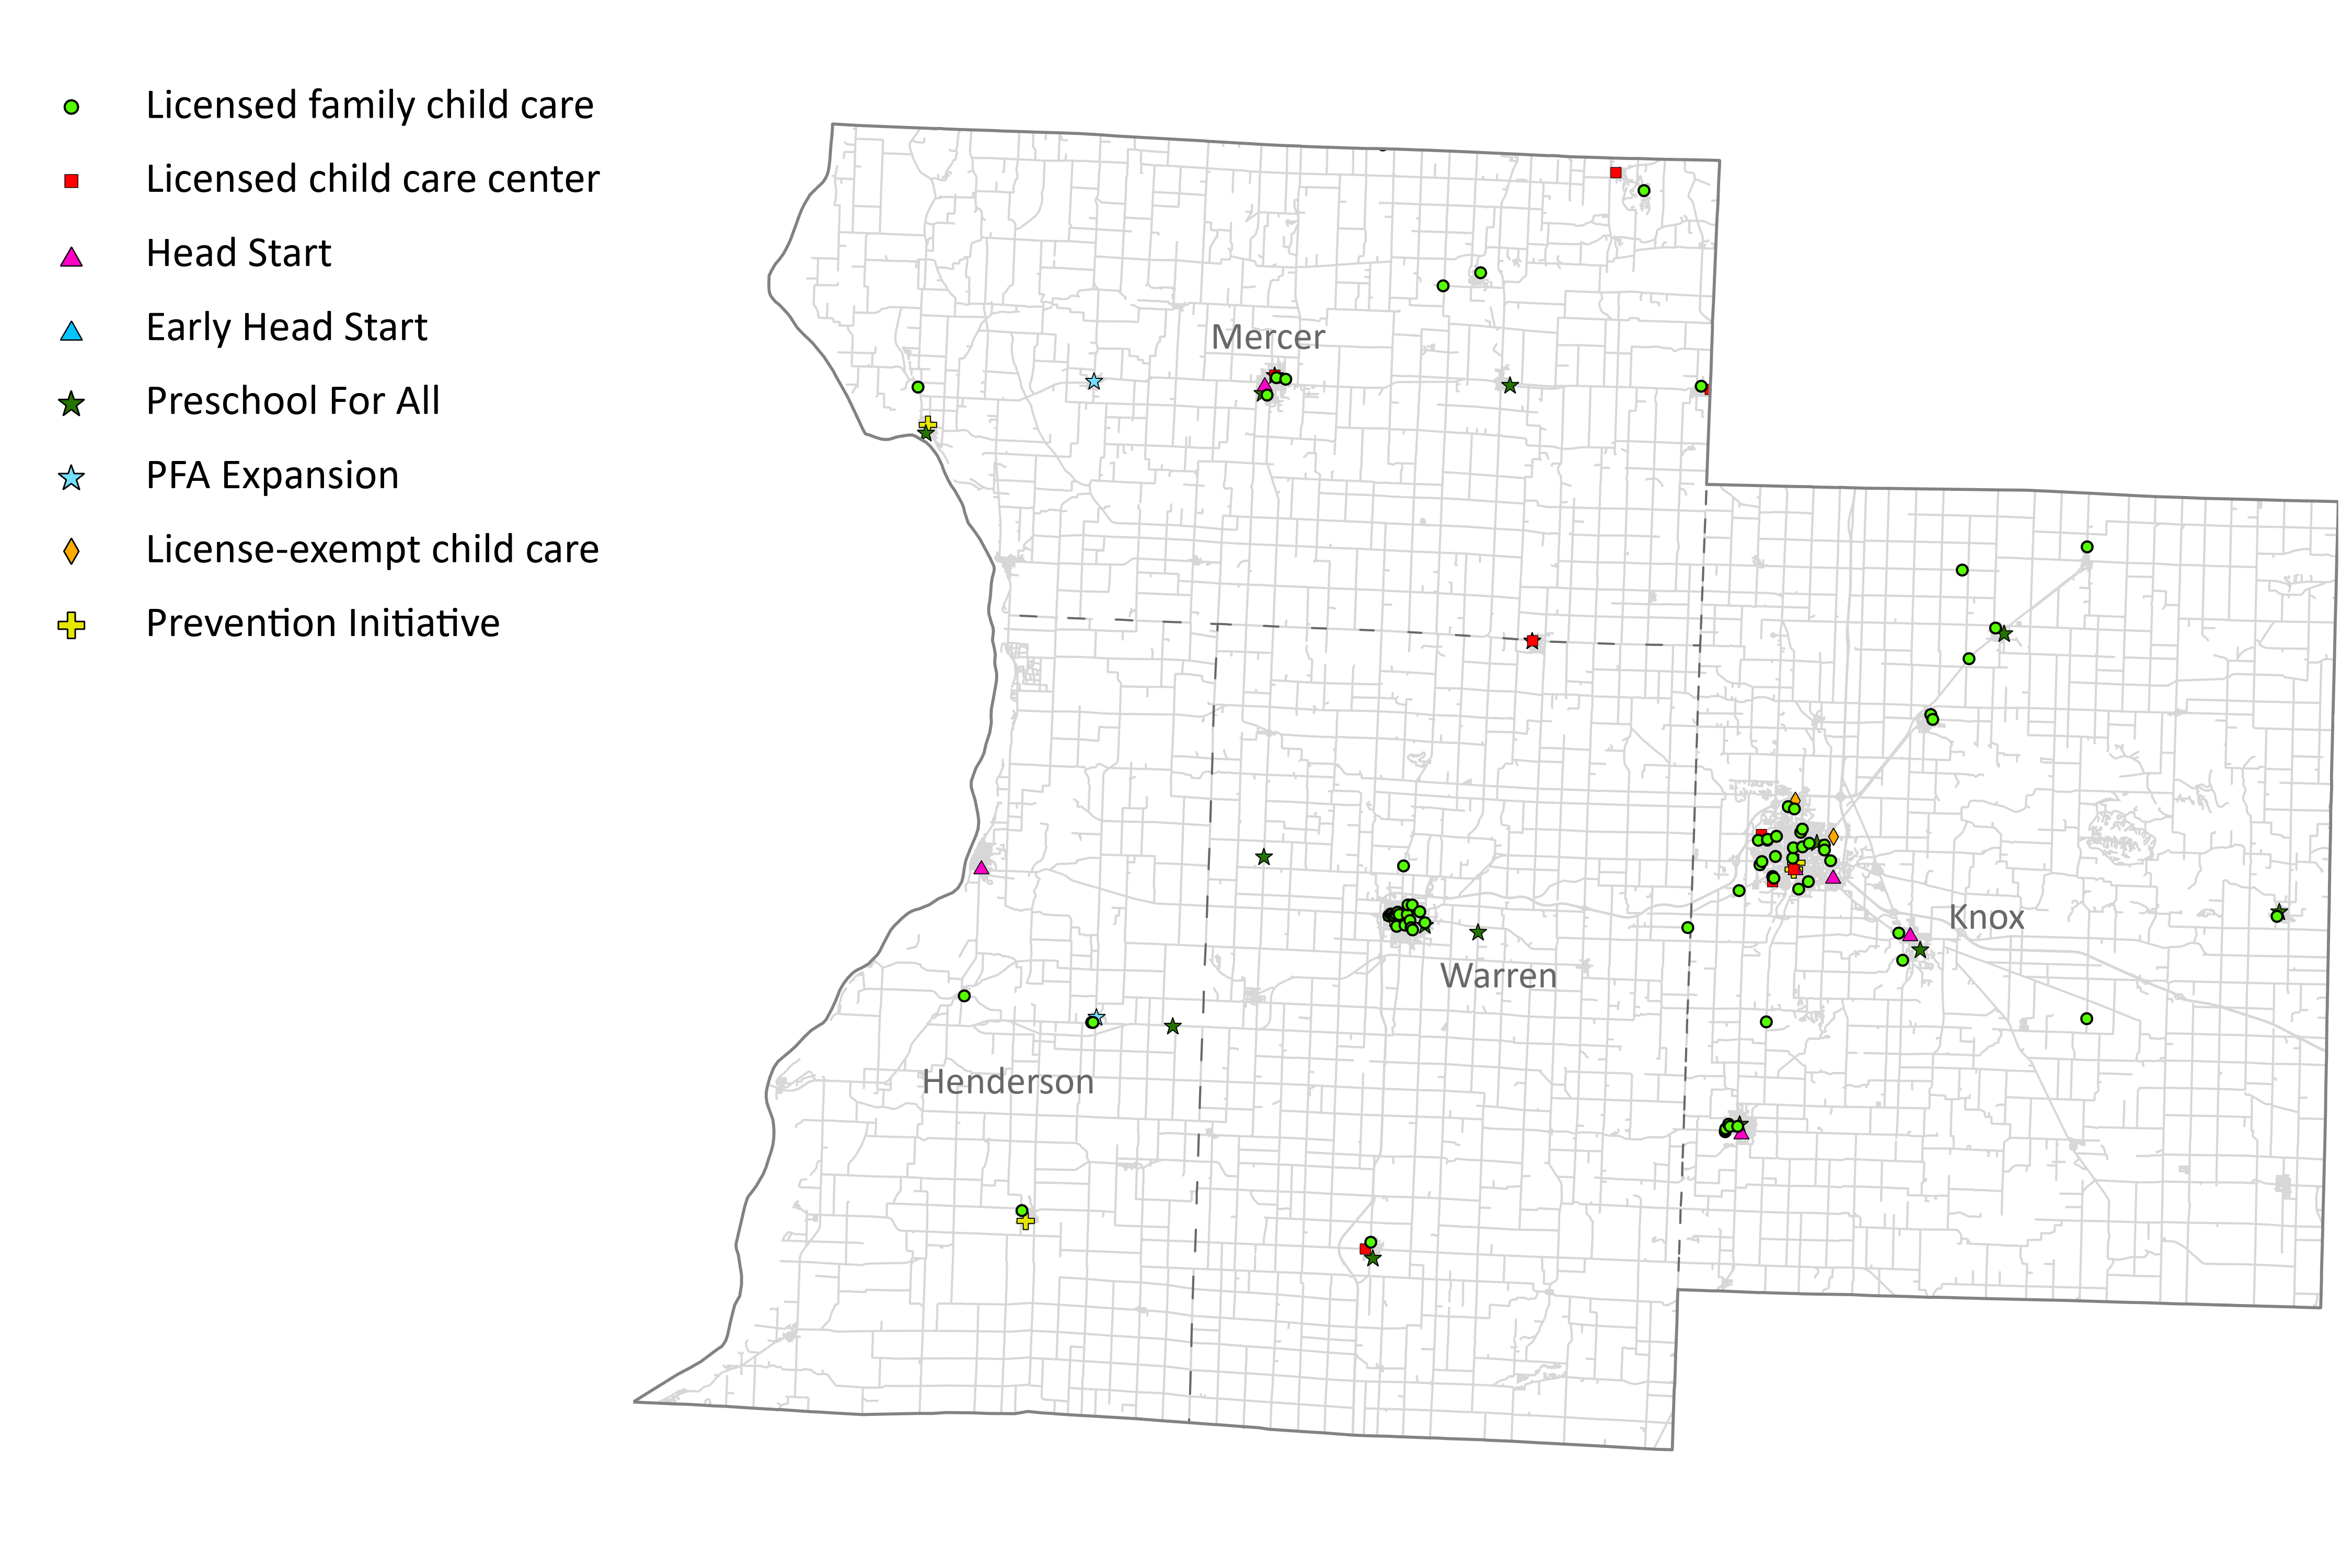 Licensed family child care
Licensed child care center
Head Start
Early Head Start
Preschool For All
PFA Expansion
License-exempt child care
Prevention Initiative
Mercer
Knox
Warren
Henderson